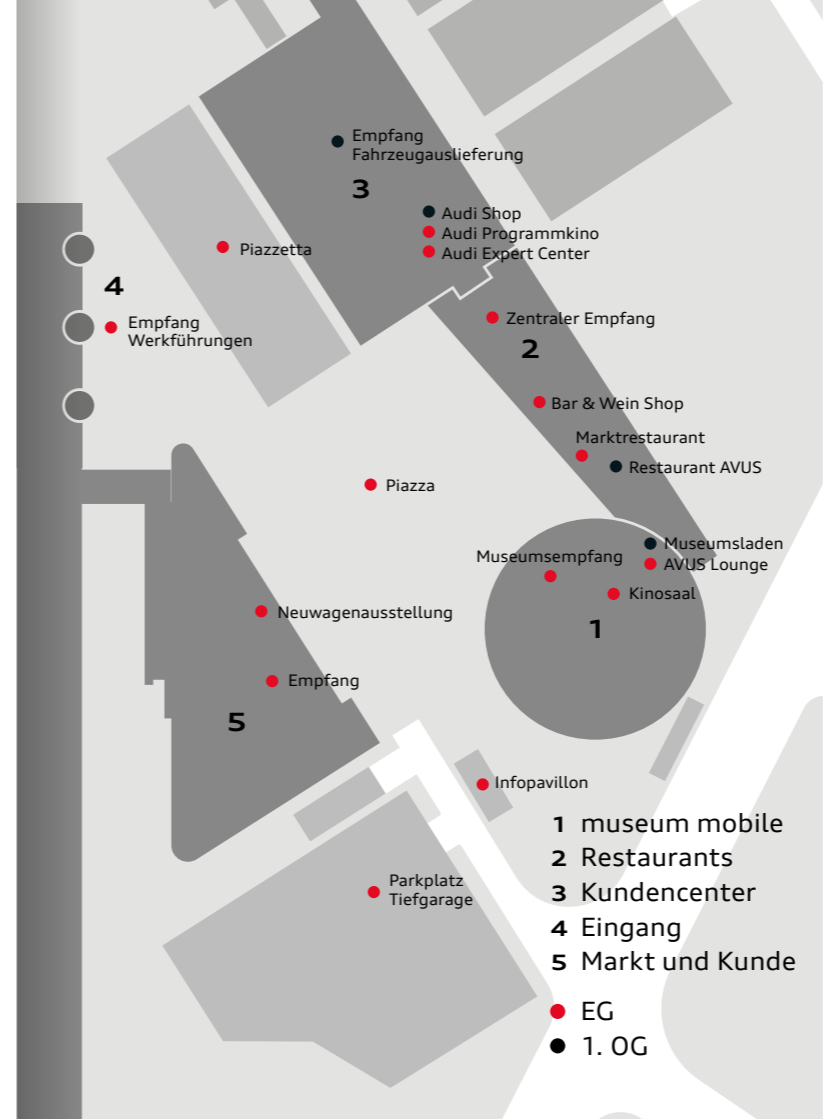 Empfang
Fahrzeugauslieferung
3
Audi Shop
Audi Programmkino
Audi Expert Center
Piazzetta
4
Empfang
Werkführungen
Zentraler Empfang
2
Bar & Wein Shop
Marktrestaurant
Restaurant AVUS
Piazza
Museumsladen
AVUS Lounge
Museumsempfang
Kinosaal
1
Neuwagenausstellung
Empfang
5
Infopavillon
Parkplatz
Tiefgarage
1 museum mobile
2 Restaurants
3 Kundencenter
4 Eingang
5 Markt und Kunde
EG
1. OG